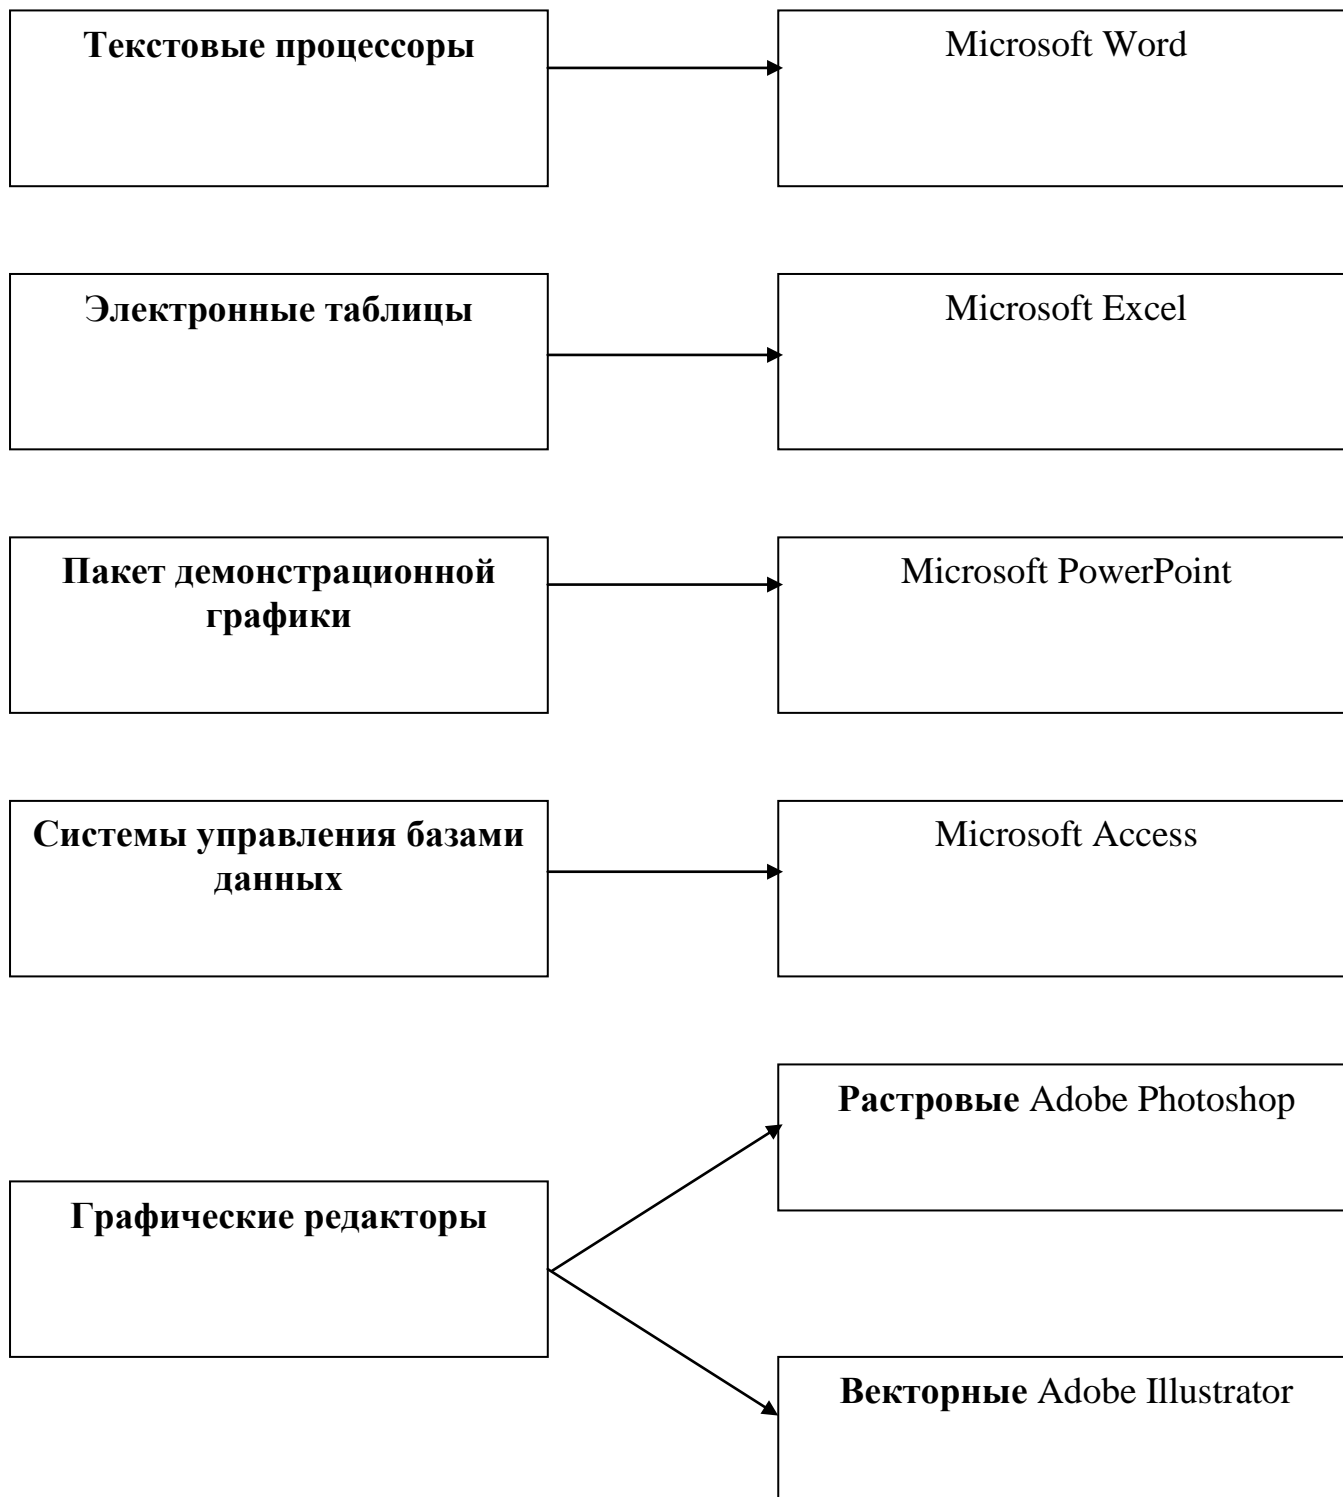 Текстовые процессоры
Microsoft Word
Электронные таблицы
Microsoft Excel
Пакет демонстрационной
графики
Microsoft PowerPoint
Системы управления базами
данных
Microsoft Access
Графические редакторы
Растровые Adobe Photoshop
Векторные Adobe Illustrator